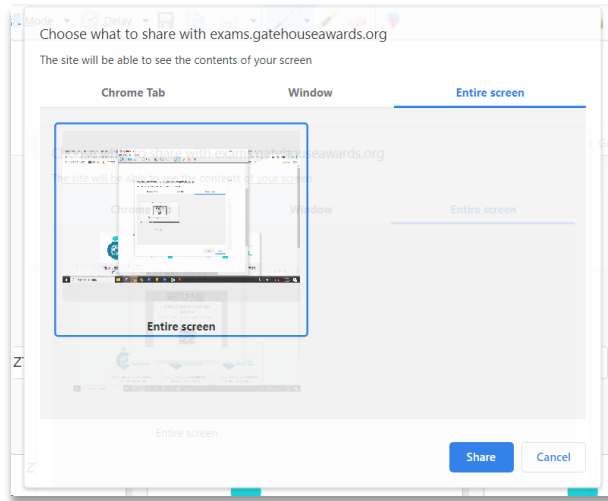 Mode Delay
Choose what to share with exams.gatehouseawards.org
The site will be able to see the contents of your screen
Chrome Tab Window Entire screen
Choose what to share with exams.gatehouseawards.org
The site will be able to see the contents of your screen
Chrome Tab Window Entire screen
Entire screen
Entire screen
Share Cancel